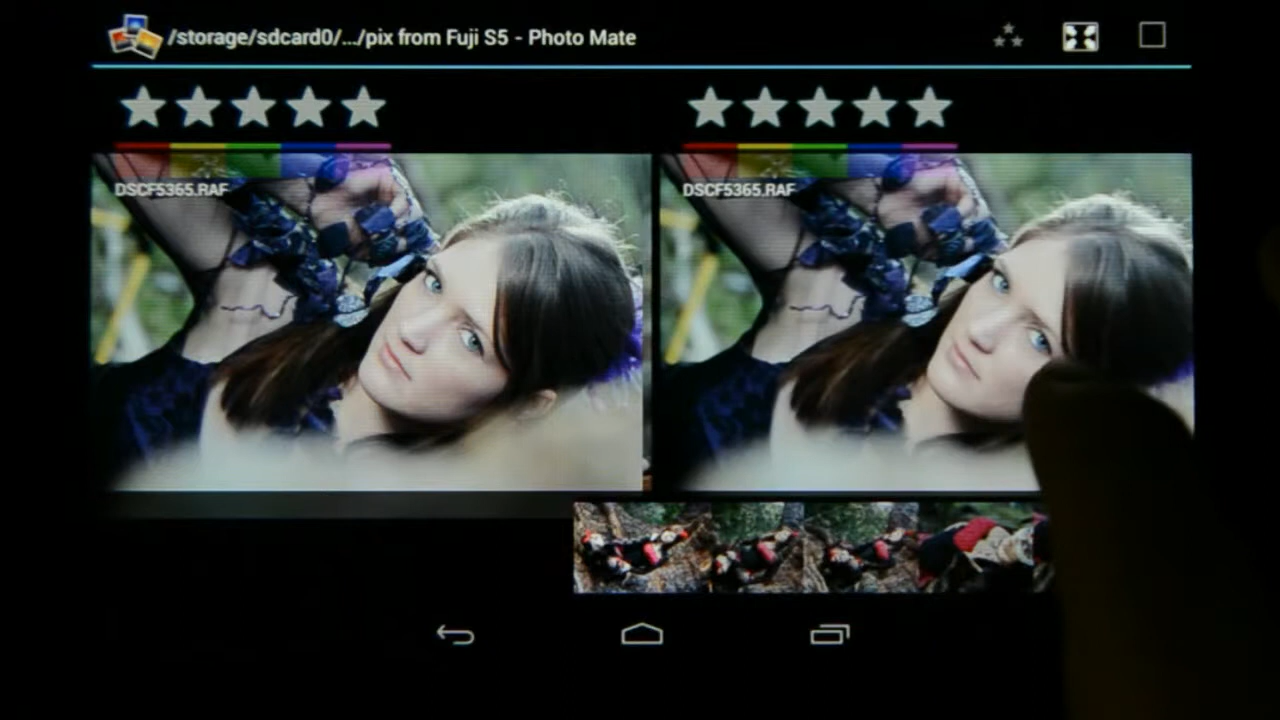 /storage/sdcard0/.../pix from Fuji S5 - Photo Mate
DSCF5365.RAF
DSCF5365.RAF